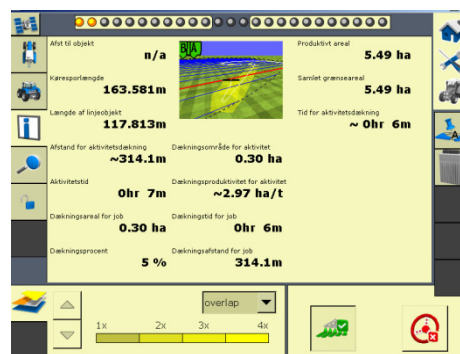 Afst til objekt
n/a
Køresporlængde
163.581m
Længde af linjeobjekt
117.813m
Afstand for aktivitetsdækning
~314.1m
Aktivitetstid
0hr 7m
Dækningsareal for job
0.30 ha
Dækningsprocent
5 %
BJA
Dækningsområde for aktivitet
0.30 ha
Dækningsproduktivitet for aktivitet
~2.97 ha/t
Dækningstid for job
0hr 6m
Dækningsafstand for job
314.1m
Produktivt areal
5.49 ha
Samlet grænseareal
5.49 ha
Tid for aktivitetsdækning
~ 0hr 6m
A
overlap
1x 2x 3x 4x